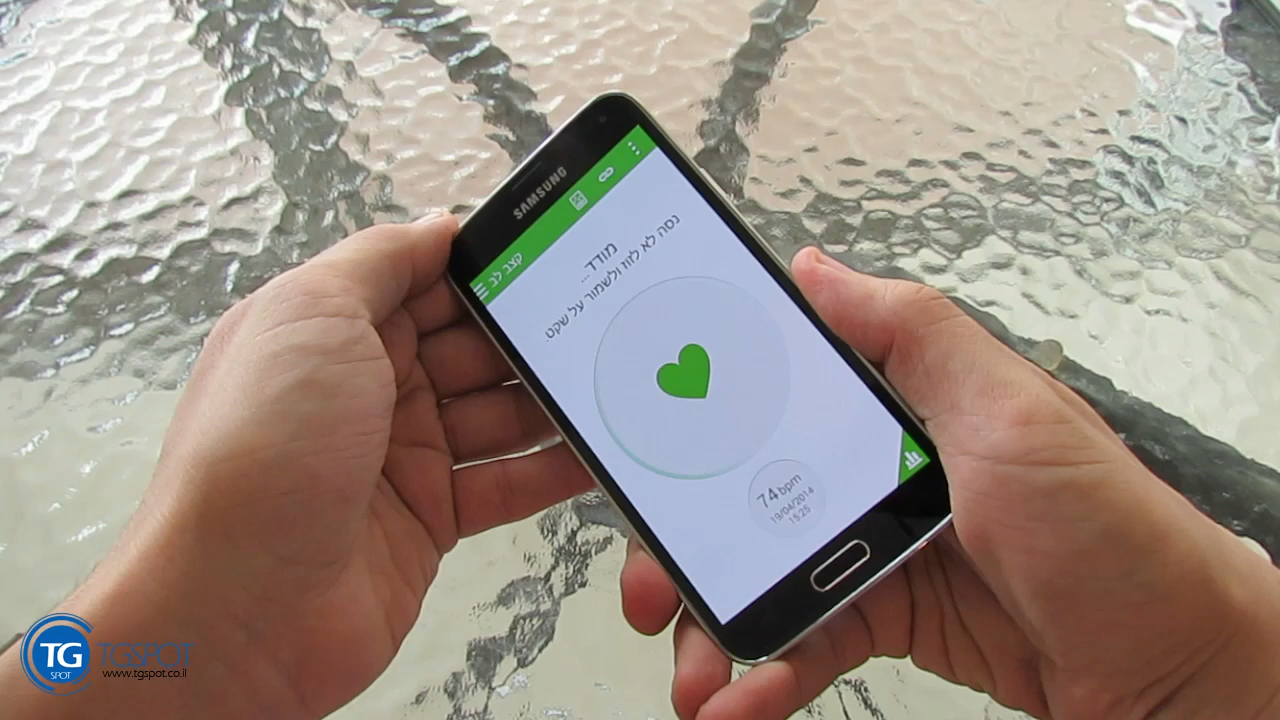 SAMSUNG
קצב לב
מודד...
נסה לא לזוז ולשמור על שקט.
74 bpm
19/04/2014
15:25
TG
SPOT
TGSPOT
www.tgspot.co.il